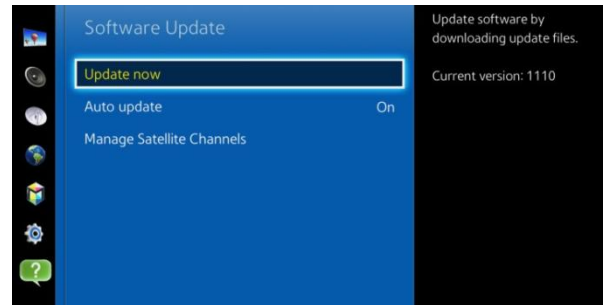 Software Update
Update now
Auto update On
Manage Satellite Channels
Update software by
downloading update files.
Current version: 1110
?